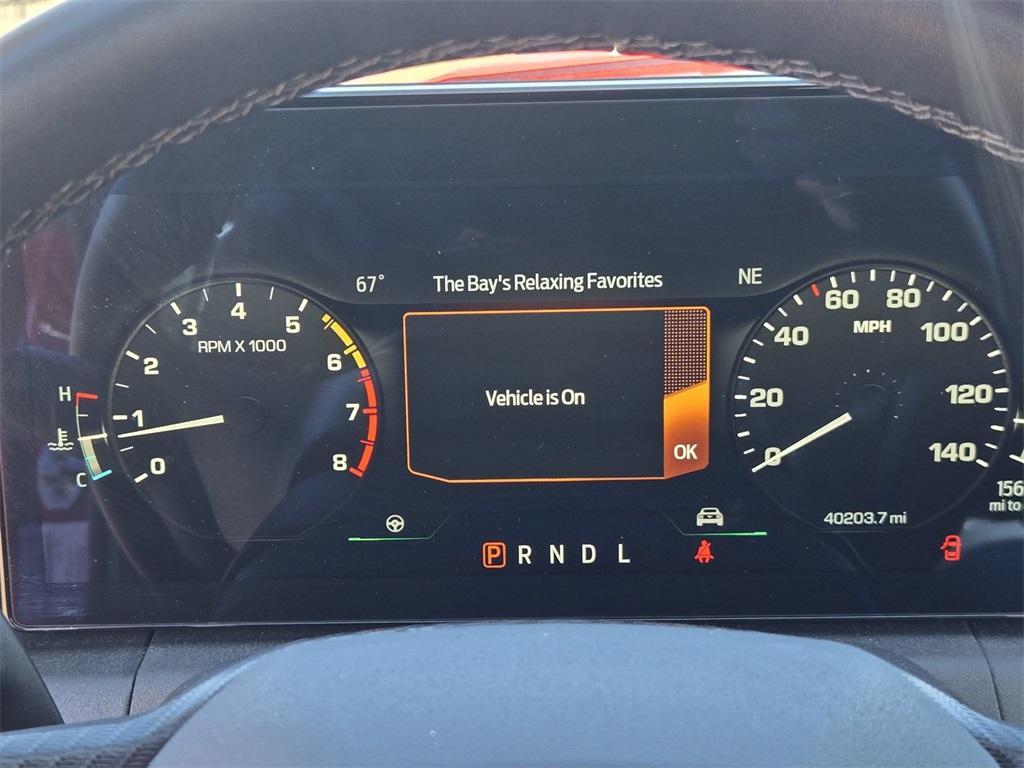 67° The Bay's Relaxing Favorites NE
0 1 2 3 4 5 6 7 8
RPM X 1000
H
C
Vehicle is On
OK
0 20 40 60 80 100 120 140
MPH
40203.7 mi
156
mi to
P R N D L